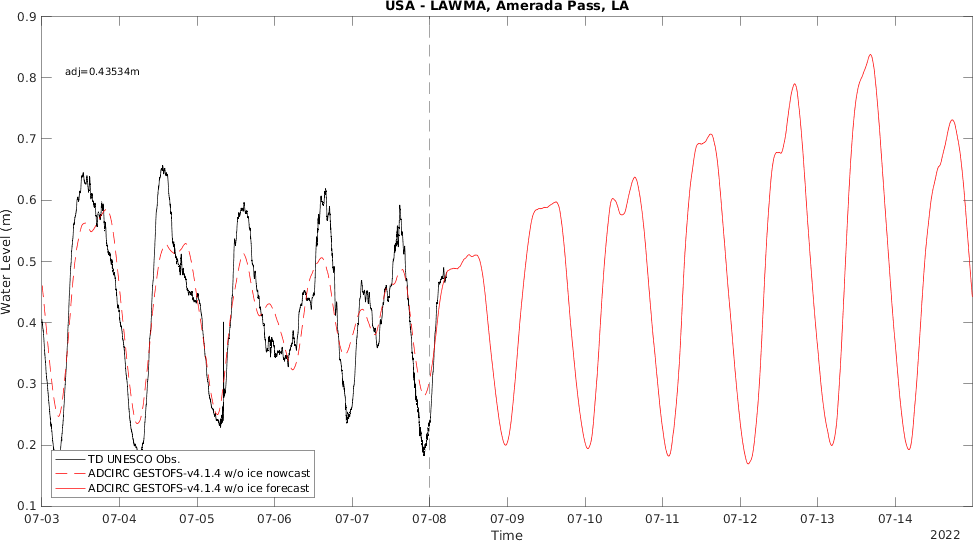 USA - LAWMA, Amerada Pass, LA
0.9
0.8
0.7
0.6
0.5
0.4
0.3
0.2
0.1
Water Level (m)
adj=0.43534m
TD UNESCO Obs.
ADCIRC GESTOFS-v4.1.4 w/o ice nowcast
ADCIRC GESTOFS-v4.1.4 w/o ice forecast
07-03 07-04 07-05 07-06 07-07 07-08 07-09 07-10 07-11 07-12 07-13 07-14
Time
2022